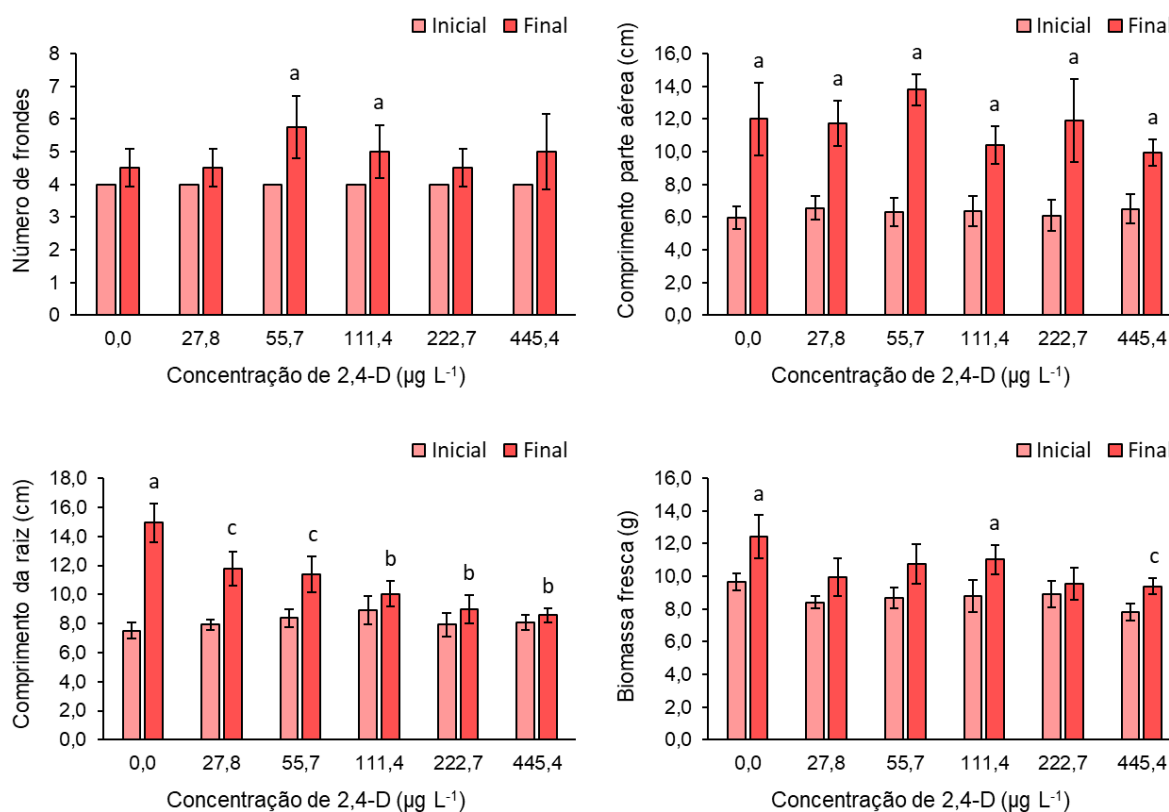 Inicial Final
Número de frondes
8
7
6
5
4
3
2
1
0
a a
0,0 27,8 55,7 111,4 222,7 445,4
Concentração de 2,4-D (µg L-1)
Inicial Final
Comprimento parte aérea (cm)
16,0
14,0
12,0
10,0
8,0
6,0
4,0
2,0
0,0
a a a a a a
0,0 27,8 55,7 111,4 222,7 445,4
Concentração de 2,4-D (µg L-1)
Inicial Final
Comprimento da raiz (cm)
18,0
16,0
14,0
12,0
10,0
8,0
6,0
4,0
2,0
0,0
a c c b b b
0,0 27,8 55,7 111,4 222,7 445,4
Concentração de 2,4-D (µg L-1)
Inicial Final
Biomassa fresca (g)
16,0
14,0
12,0
10,0
8,0
6,0
4,0
2,0
0,0
a a c
0,0 27,8 55,7 111,4 222,7 445,4
Concentração de 2,4-D (µg L-1)